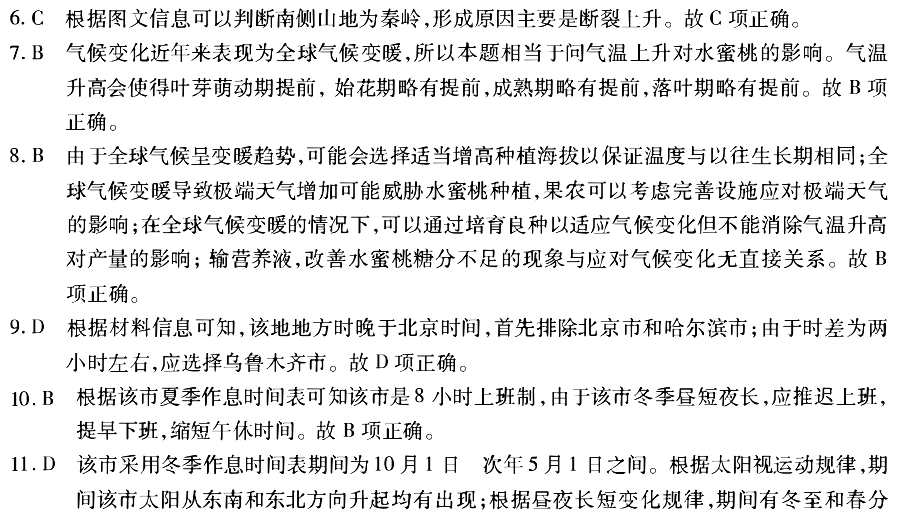 6. C 根据图文信息可以判断南侧山地为秦岭,形成原因主要是断裂上升。故 C 项正确。
7. B 气候变化近年来表现为全球气候变暖,所以本题相当于问气温上升对水蜜桃的影响。气温
升高会使得叶芽萌动期提前, 始花期略有提前,成熟期略有提前,落叶期略有提前。故 B 项
正确。
8. B 由于全球气候呈变暖趋势,可能会选择适当增高种植海拔以保证温度与以往生长期相同;全
球气候变暖导致极端天气增加可能威胁水蜜桃种植,果农可以考虑完善设施应对极端天气
的影响;在全球气候变暖的情况下,可以通过培育良种以适应气候变化但不能消除气温升高
对产量的影响; 输营养液,改善水蜜桃糖分不足的现象与应对气候变化无直接关系。故 B
项正确。
9. D 根据材料信息可知,该地地方时晚于北京时间,首先排除北京市和哈尔滨市;由于时差为两
小时左右,应选择乌鲁木齐市。故 D 项正确。
10. B 根据该市夏季作息时间表可知该市是 8 小时上班制,由于该市冬季昼短夜长,应推迟上班,
提早下班,缩短午休时间。故 B 项正确。
11. D 该市采用冬季作息时间表期间为 10 月 1 日 次年 5 月 1 日之间。根据太阳视运动规律,期
间该市太阳从东南和东北方向升起均有出现;根据昼夜长短变化规律,期间有冬至和春分